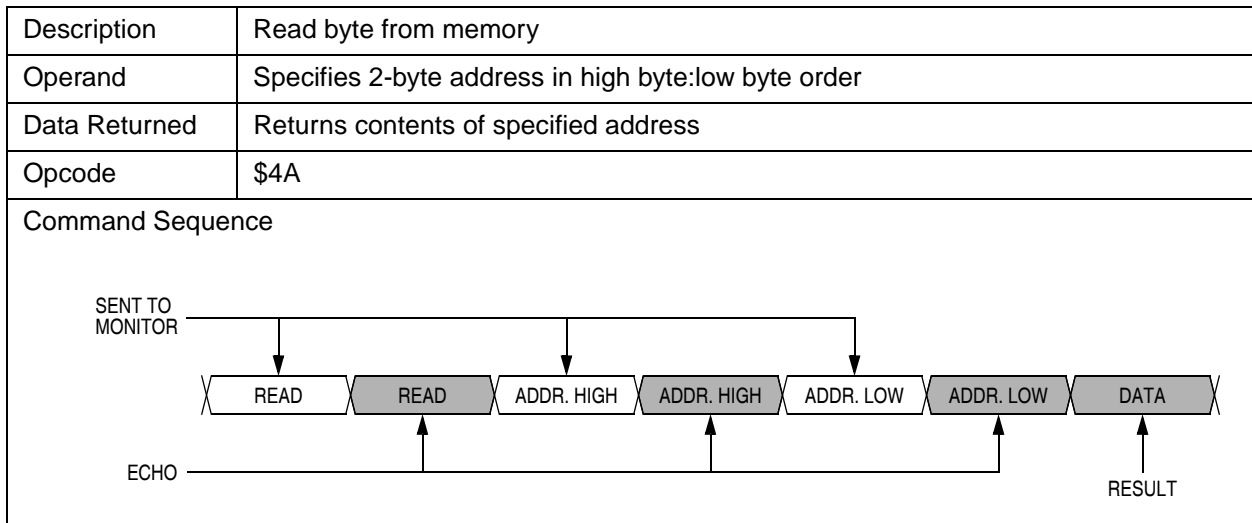 Description Read byte from memory
Operand Specifies 2-byte address in high byte:low byte order
Data Returned Returns contents of specified address
Opcode $4A
Command Sequence
SENT TO
MONITOR
READ READ ADDR. HIGH ADDR. HIGH ADDR. LOW ADDR. LOW DATA
ECHO
RESULT